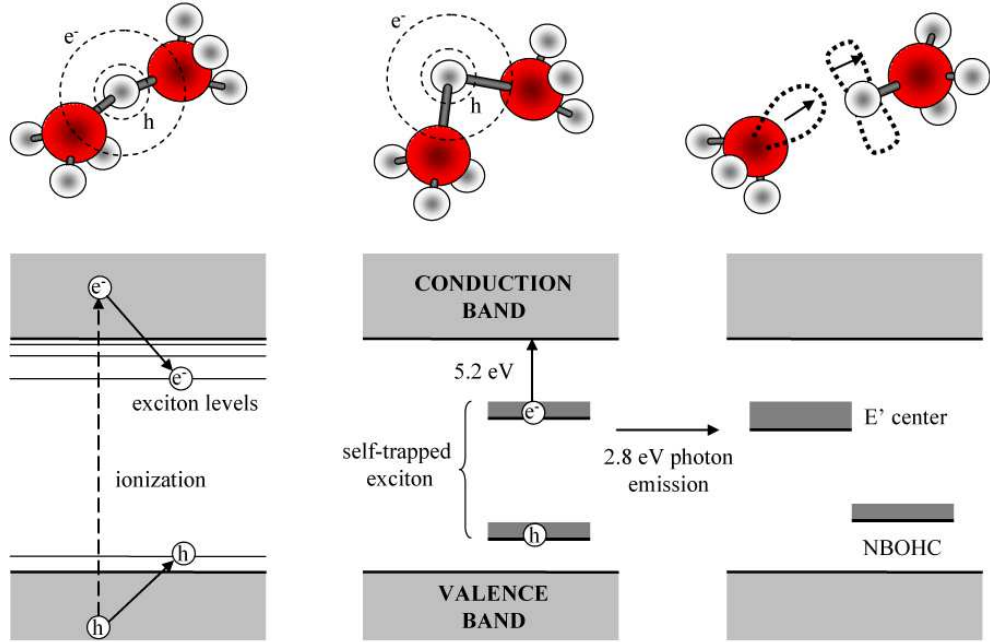 e-
h
e-
h
e-
e-
exciton levels
ionization
h
h
CONDUCTION
BAND
5.2 eV
e-
self-trapped
exciton
h
VALENCE
BAND
2.8 eV photon
emission
E’ center
NBOHC